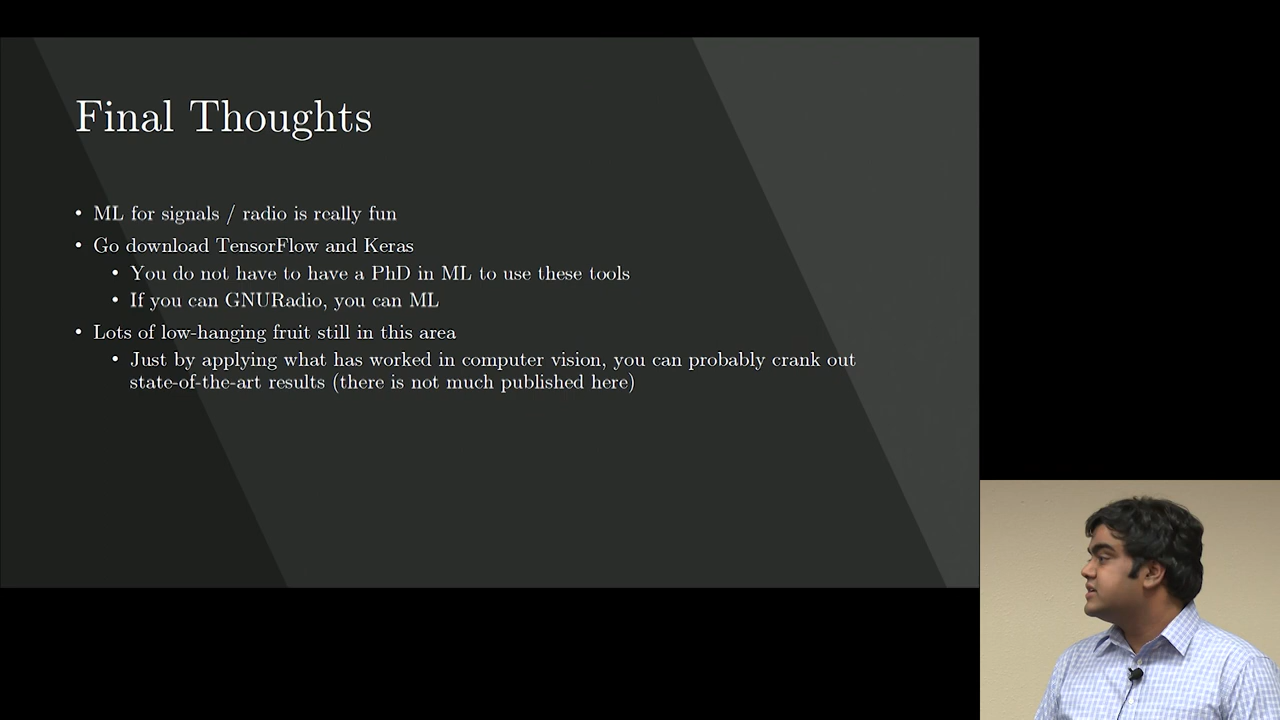 Final Thoughts
• ML for signals / radio is really fun
• Go download TensorFlow and Keras
• You do not have to have a PhD in ML to use these tools
• If you can GNURadio, you can ML
• Lots of low-hanging fruit still in this area
• Just by applying what has worked in computer vision, you can probably crank out
state-of-the-art results (there is not much published here)